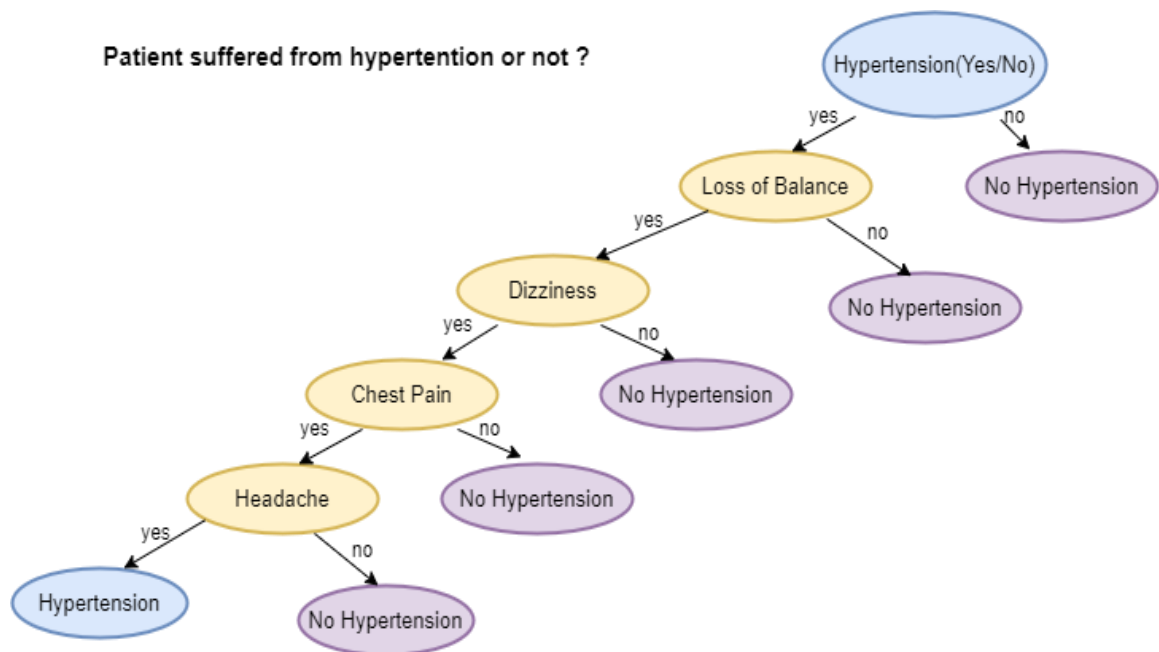 Patient suffered from hypertention or not ?
Hypertension(Yes/No)
yes
no
Loss of Balance
No Hypertension
yes
no
Dizziness
No Hypertension
yes
no
Chest Pain
No Hypertension
yes
no
Headache
No Hypertension
yes
no
Hypertension
No Hypertension